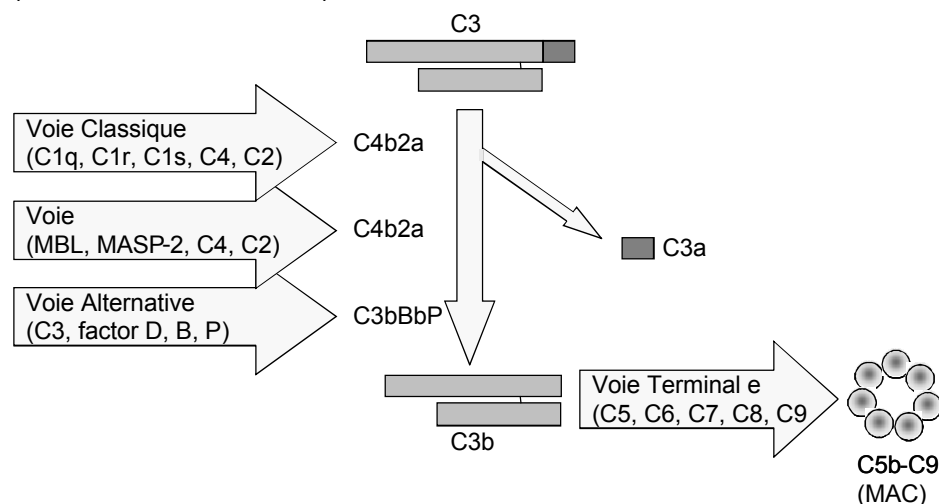 C3
Voie Classique
(C1q, C1r, C1s, C4, C2)
C4b2a
Voie
(MBL, MASP-2, C4, C2)
C4b2a
C3a
Voie Alternative
(C3, factor D, B, P)
C3bBbP
Voie Terminal e
(C5, C6, C7, C8, C9
C3b
C5b-C9
(MAC)